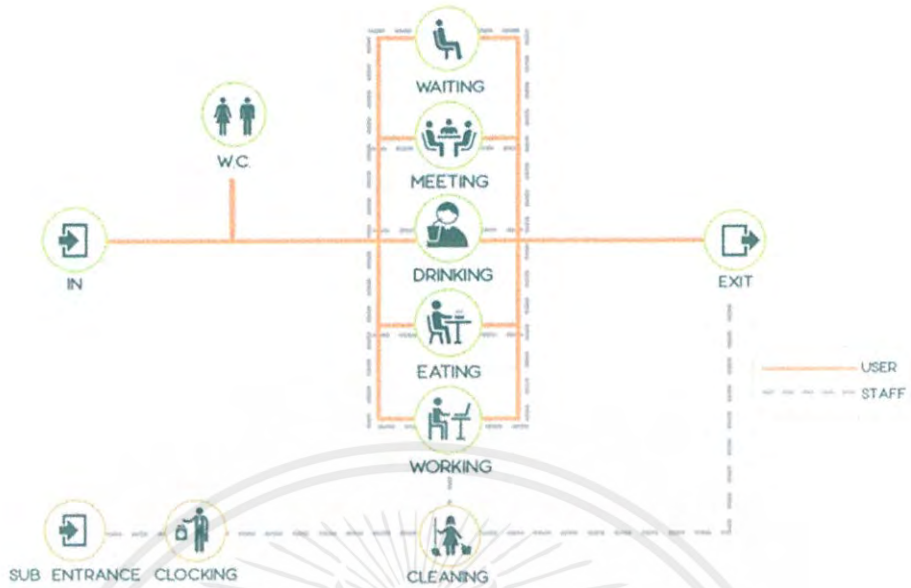 WAITING
W.C.
MEETING
IN
DRINKING
EXIT
EATING
USER
STAFF
WORKING
SUB ENTRANCE
CLOCKING
CLEANING